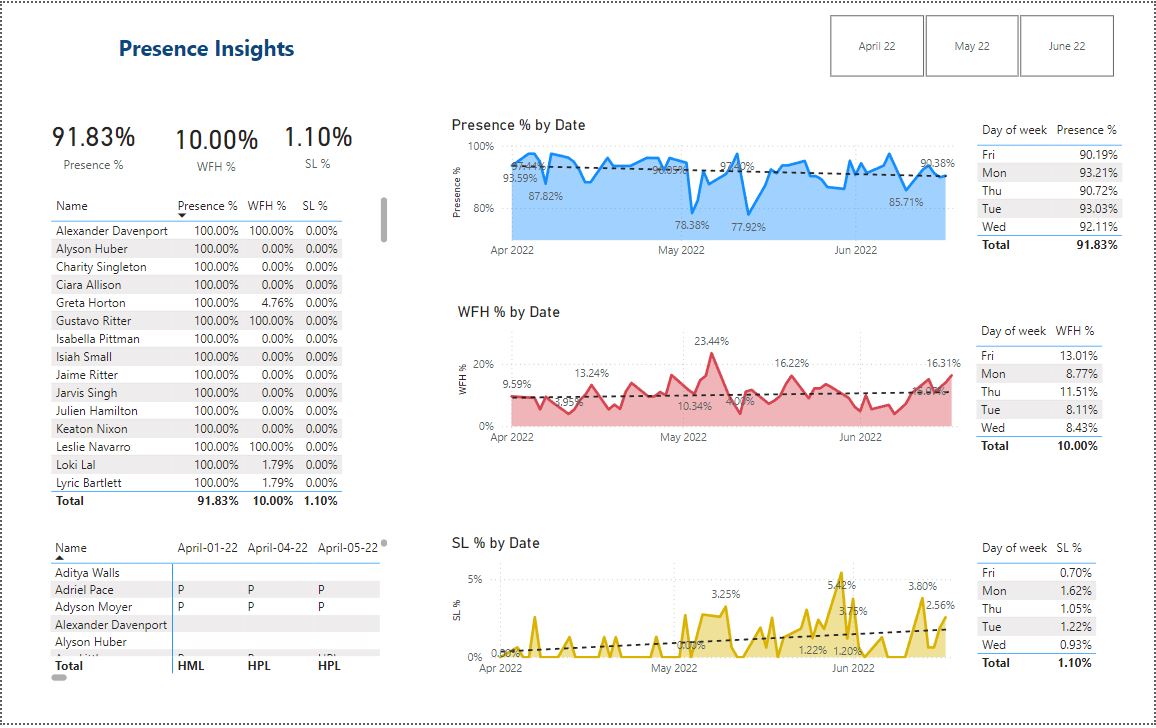 Presence Insights
April 22
May 22
June 22
91.83%
Presence %
10.00%
WFH %
1.10%
SL %
Name Presence % WFH % SL %
Alexander Davenport 100.00% 100.00% 0.00%
Alyson Huber 100.00% 0.00% 0.00%
Charity Singleton 100.00% 0.00% 0.00%
Ciara Allison 100.00% 0.00% 0.00%
Greta Horton 100.00% 4.76% 0.00%
Gustavo Ritter 100.00% 100.00% 0.00%
Isabella Pittman 100.00% 0.00% 0.00%
Isiah Small 100.00% 0.00% 0.00%
Jaime Ritter 100.00% 0.00% 0.00%
Jarvis Singh 100.00% 0.00% 0.00%
Julien Hamilton 100.00% 0.00% 0.00%
Keaton Nixon 100.00% 0.00% 0.00%
Leslie Navarro 100.00% 100.00% 0.00%
Loki Lal 100.00% 1.79% 0.00%
Lyric Bartlett 100.00% 1.79% 0.00%
Total 91.83% 10.00% 1.10%
Name April-01-22 April-04-22 April-05-22
Aditya Walls
Adriel Pace P P P
Adyson Moyer P P P
Alexander Davenport
Alyson Huber
Total HML HPL HPL
Presence % by Date
Presence %
100%
80%
97.44%
93.59%
87.82%
78.38%
97.40%
77.92%
85.71%
90.38%
Apr 2022 May 2022 Jun 2022
Day of week Presence %
Fri 90.19%
Mon 93.21%
Thu 90.72%
Tue 93.03%
Wed 92.11%
Total 91.83%
WFH % by Date
WFH %
20%
0%
9.59%
3.95%
13.24%
10.34%
23.44%
16.22%
16.31%
Apr 2022 May 2022 Jun 2022
Day of week WFH %
Fri 13.01%
Mon 8.77%
Thu 11.51%
Tue 8.11%
Wed 8.43%
Total 10.00%
SL % by Date
SL %
5%
0%
0.00%
0.00%
3.25%
1.22%
5.42%
3.75%
1.20%
3.80%
2.56%
Apr 2022 May 2022 Jun 2022
Day of week SL %
Fri 0.70%
Mon 1.62%
Thu 1.05%
Tue 1.22%
Wed 0.93%
Total 1.10%